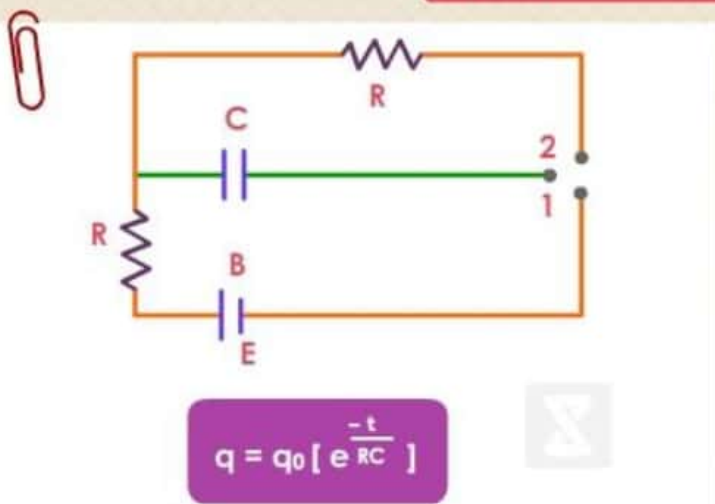 R
C
2
1
R
B
E
q = q₀ [ e^(-t/RC) ]